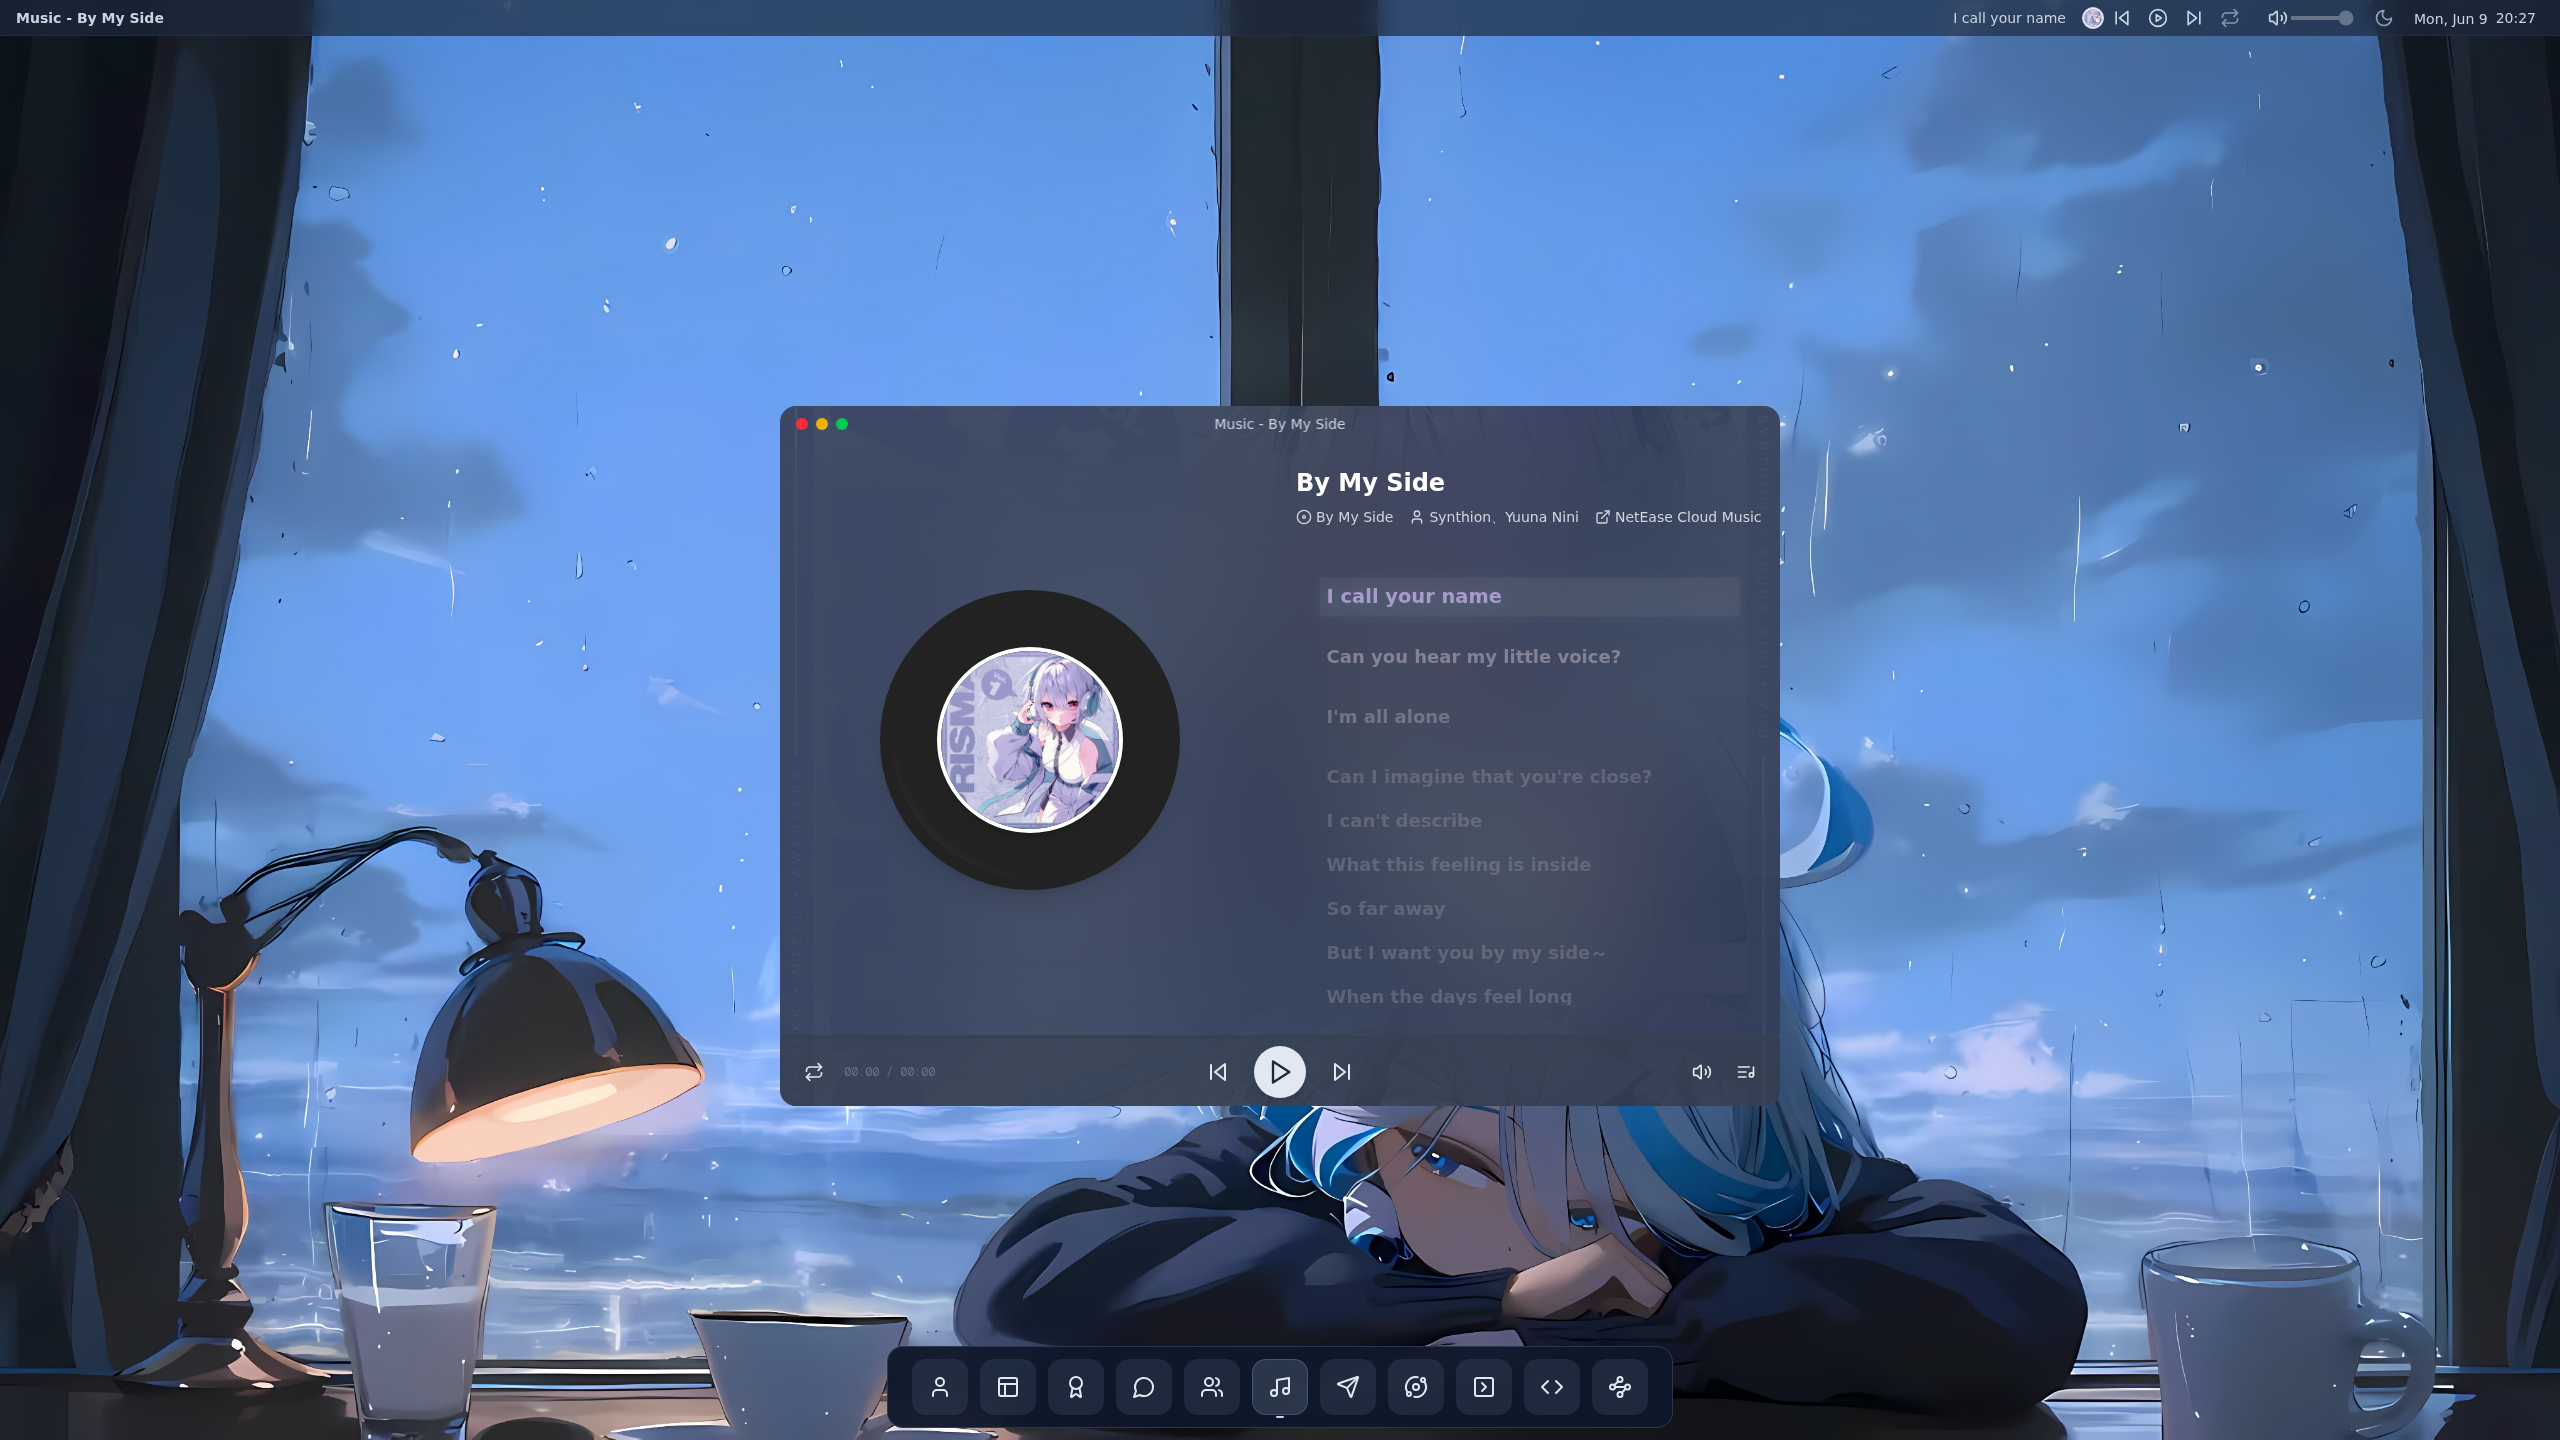 Music - By My Side
I call your name
Mon, Jun 9 20:27
Music - By My Side
By My Side
By My Side Synthion、Yuuna Nini NetEase Cloud Music
I call your name
Can you hear my little voice?
I'm all alone
Can I imagine that you're close?
I can't describe
What this feeling is inside
So far away
But I want you by my side~
When the days feel long
00:00 / 00:00